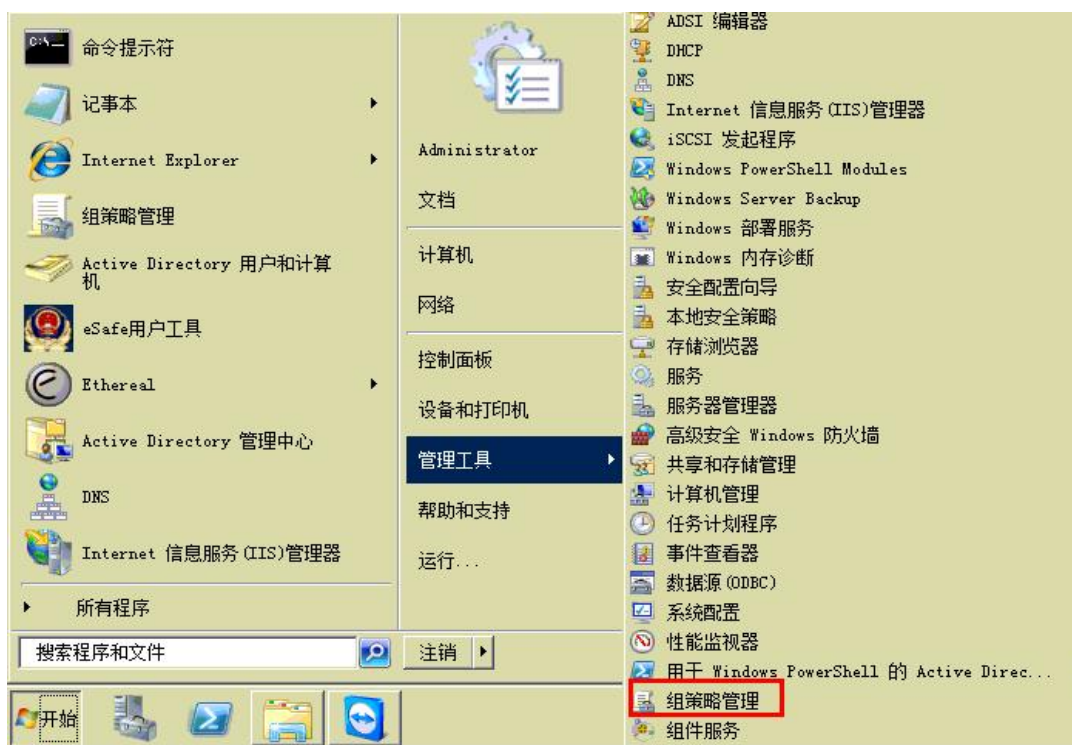 命令提示符
记事本
Internet Explorer
组策略管理
Active Directory 用户和计算
机
eSafe用户工具
Ethereal
Active Directory 管理中心
DNS
Internet 信息服务(IIS)管理器
所有程序
搜索程序和文件
Administrator
文档
计算机
网络
控制面板
设备和打印机
管理工具
帮助和支持
运行...
注销
开始
ADSI 编辑器
DHCP
DNS
Internet 信息服务(IIS)管理器
iSCSI 发起程序
Windows PowerShell Modules
Windows Server Backup
Windows 部署服务
Windows 内存诊断
安全配置向导
本地安全策略
存储浏览器
服务
服务器管理器
高级安全 Windows 防火墙
共享和存储管理
计算机管理
任务计划程序
事件查看器
数据源(ODBC)
系统配置
性能监视器
用于 Windows PowerShell 的 Active Direc...
组策略管理
组件服务